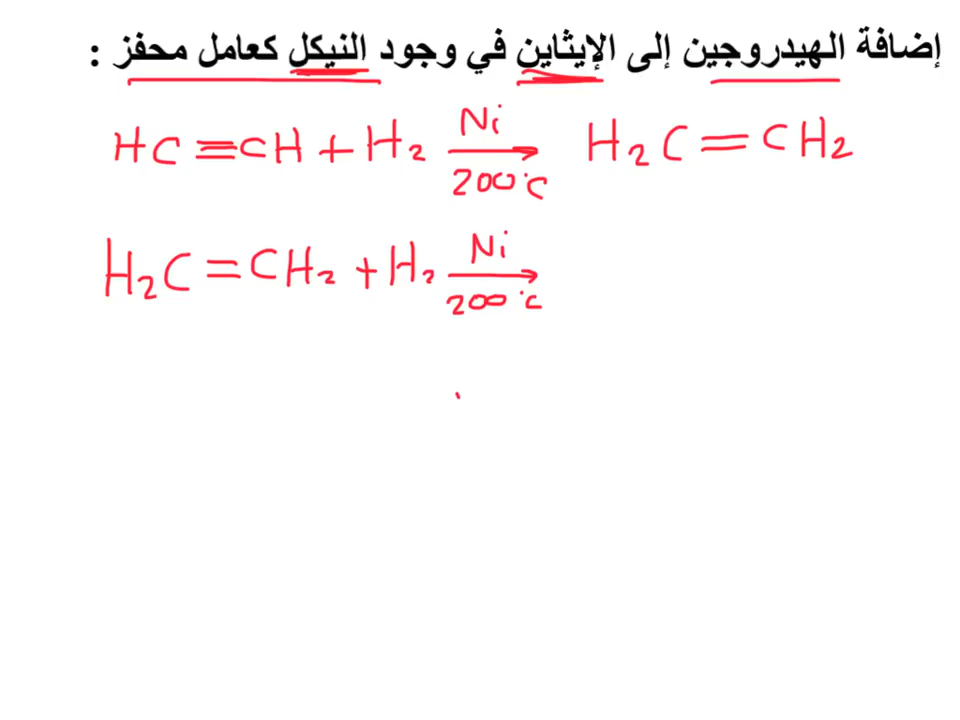 إضافة الهيدروجين إلى الإيثاين في وجود النيكل كعامل محفز :
HC≡CH + H₂ Ni → 200°C H₂C=CH₂
H₂C=CH₂ + H₂ Ni → 200°C